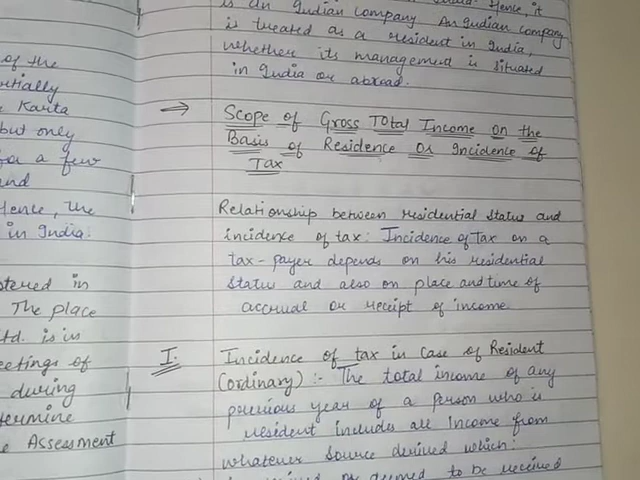 of the
Karta
but only
for a few
and
Hence, the
in India.
in
The place
Ltd. is in
meetings of
during
Assessment
Hence, it
is an Indian Company An Indian company
is treated as a resident in India,
whether its management is situated
in India or abroad.
→ Scope of Gross Total Income on the
Basis of Residence Or Incidence of
Tax
Relationship between residential status and
incidence of tax: Incidence of Tax on a
tax-payer depends on his residential
Status and also on place and time of
accrual or receipt of income
I. Incidence of tax in Case of Resident
(ordinary) :- The total income of any
previous year of a person who is
resident includes all Income from
whatever source derived which:
or deemed to be received